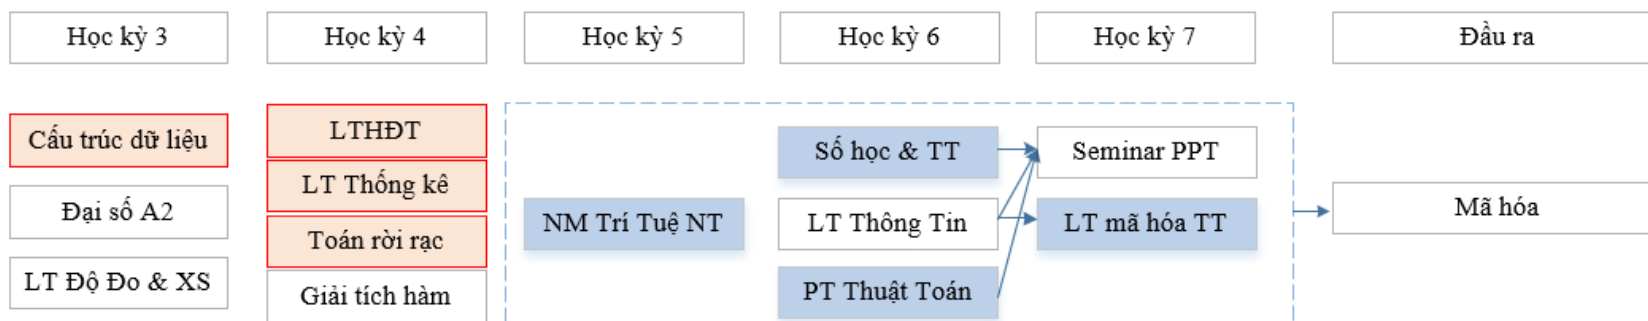 Học kỳ 3
Học kỳ 4
Học kỳ 5
Học kỳ 6
Học kỳ 7
Đầu ra
Cấu trúc dữ liệu
Đại số A2
LT Độ Đo & XS
LTHĐT
LT Thống kê
Toán rời rạc
Giải tích hàm
NM Trí Tuệ NT
Số học & TT
LT Thông Tin
PT Thuật Toán
Seminar PPT
LT mã hóa TT
Mã hóa